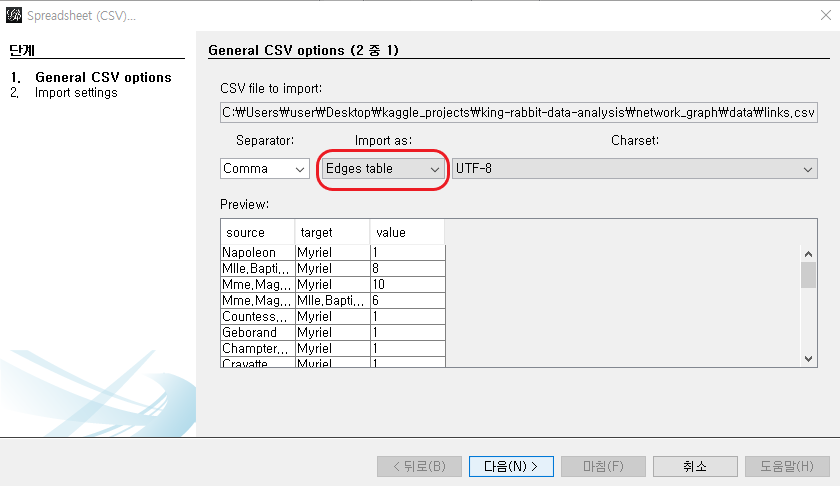 Spreadsheet (CSV)...
단계
1. General CSV options
2. Import settings
General CSV options (2 중 1)
CSV file to import:
C:₩Users₩user₩Desktop₩kaggle_projects₩king-rabbit-data-analysis₩network_graph₩data₩links.csv
Separator: Import as: Charset:
Comma Edges table UTF-8
Preview:
source target value
Napoleon Myriel 1
Mlle.Bapti... Myriel 8
Mme.Mag... Myriel 10
Mme.Mag... Mlle.Bapti... 6
Countess... Myriel 1
Geborand Myriel 1
Champter... Myriel 1
Cravatte Myriel 1
< 뒤로(B) 다음(N) > 마침(F) 취소 도움말(H)